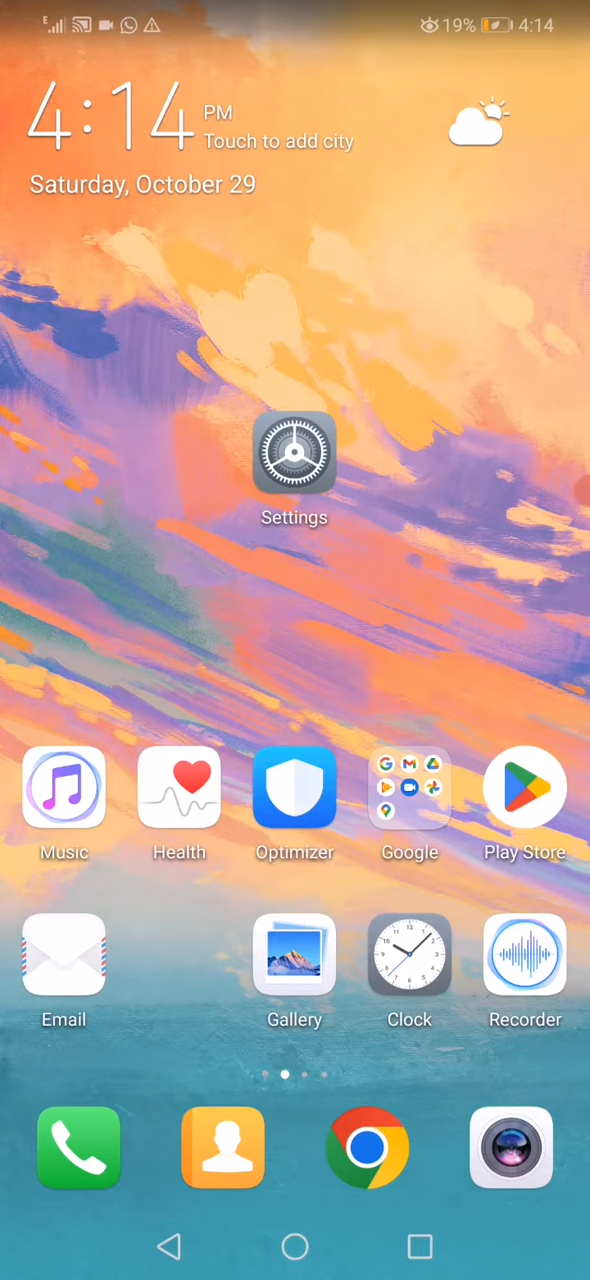 E 19% 4:14
4:14 PM
Touch to add city
Saturday, October 29
Settings
Music Health Optimizer Google Play Store
Email Gallery Clock Recorder